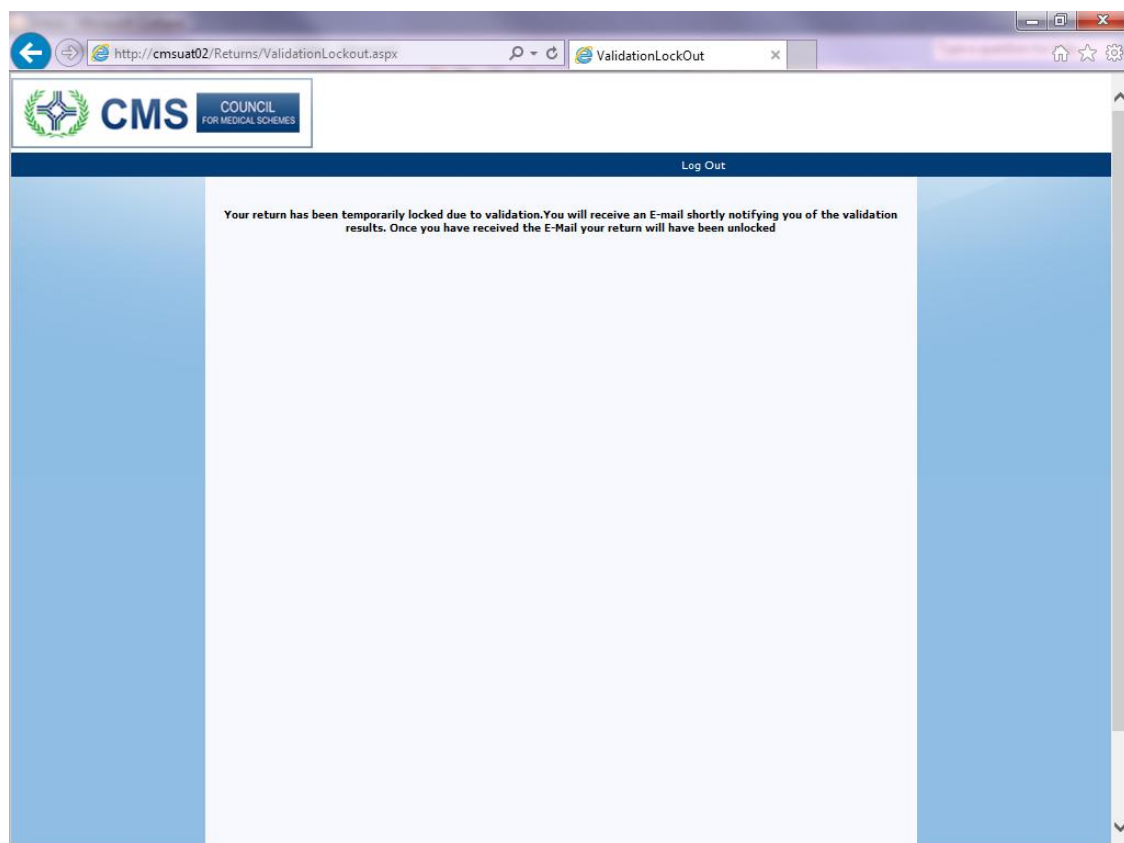 http://cmsuat02/Returns/ValidationLockout.aspx
ValidationLockOut
CMS
COUNCIL
FOR MEDICAL SCHEMES
Log Out
Your return has been temporarily locked due to validation.You will receive an E-mail shortly notifying you of the validation
results. Once you have received the E-Mail your return will have been unlocked